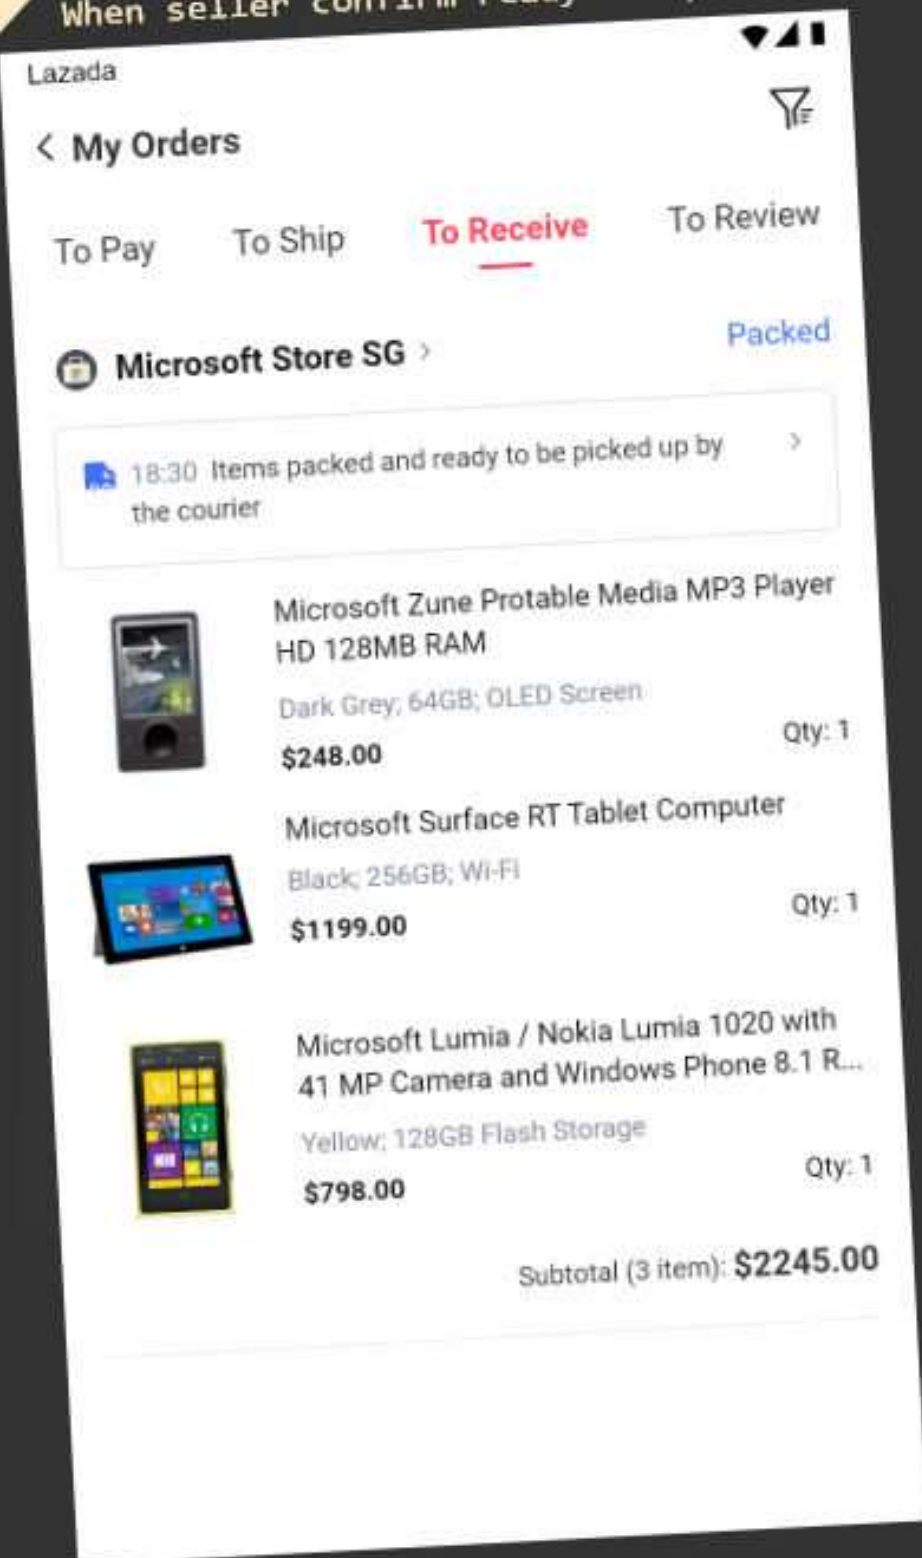 When seller confirm ready
Lazada
My Orders
To Pay To Ship To Receive To Review
Microsoft Store SG
Packed
18:30 Items packed and ready to be picked up by
the courier
Microsoft Zune Protable Media MP3 Player
HD 128MB RAM
Dark Grey; 64GB; OLED Screen
$248.00 Qty: 1
Microsoft Surface RT Tablet Computer
Black; 256GB; Wi-Fi
$1199.00 Qty: 1
Microsoft Lumia / Nokia Lumia 1020 with
41 MP Camera and Windows Phone 8.1 R...
Yellow; 128GB Flash Storage
$798.00 Qty: 1
Subtotal (3 item): $2245.00